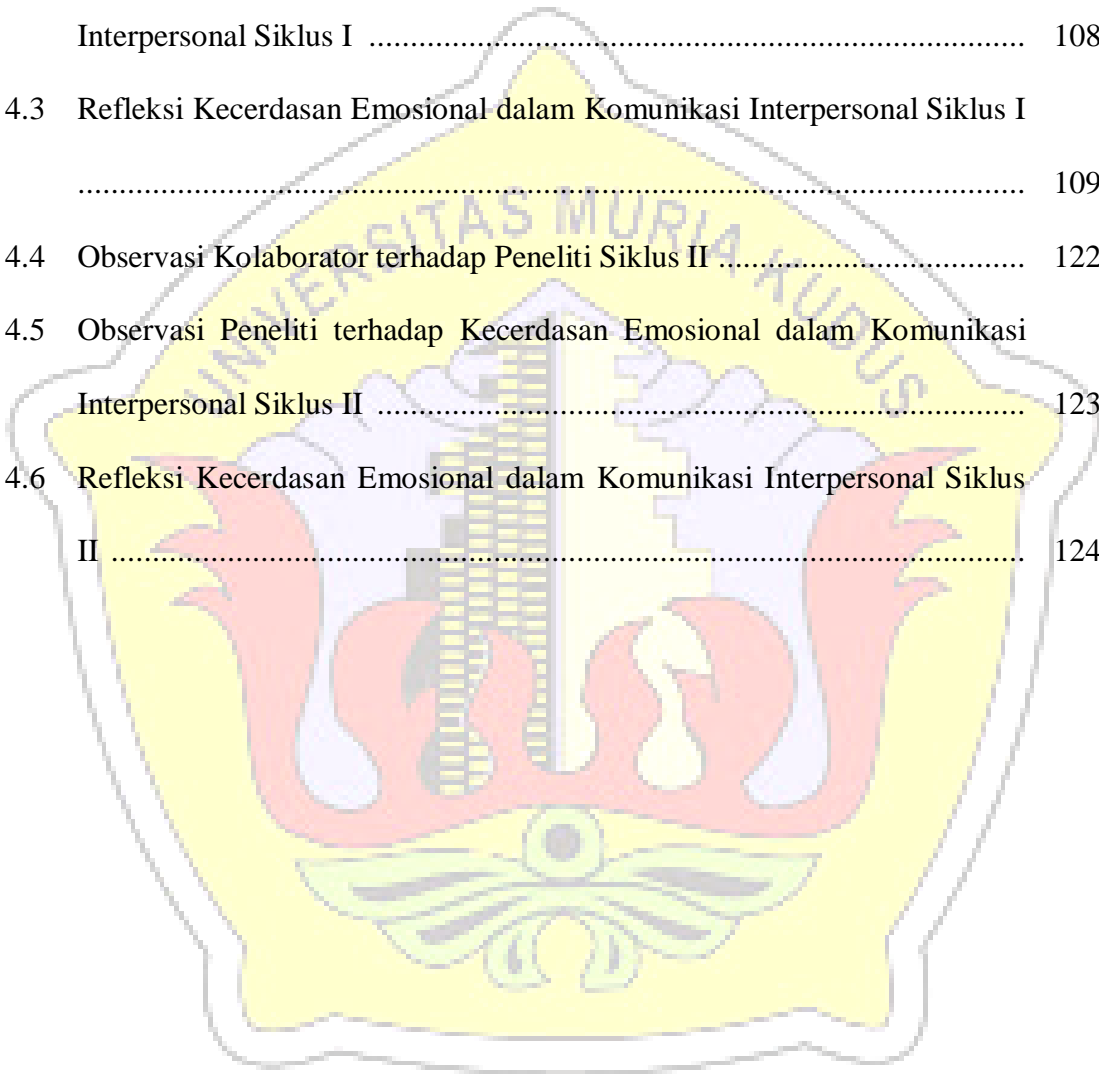 Interpersonal Siklus I ................................................................................ 108
4.3 Refleksi Kecerdasan Emosional dalam Komunikasi Interpersonal Siklus I
................................................................................................................... 109
4.4 Observasi Kolaborator terhadap Peneliti Siklus II ..................................... 122
4.5 Observasi Peneliti terhadap Kecerdasan Emosional dalam Komunikasi
Interpersonal Siklus II ............................................................................... 123
4.6 Refleksi Kecerdasan Emosional dalam Komunikasi Interpersonal Siklus
II ............................................................................................................... 124
UNIVERSITAS MURIA KUDUS